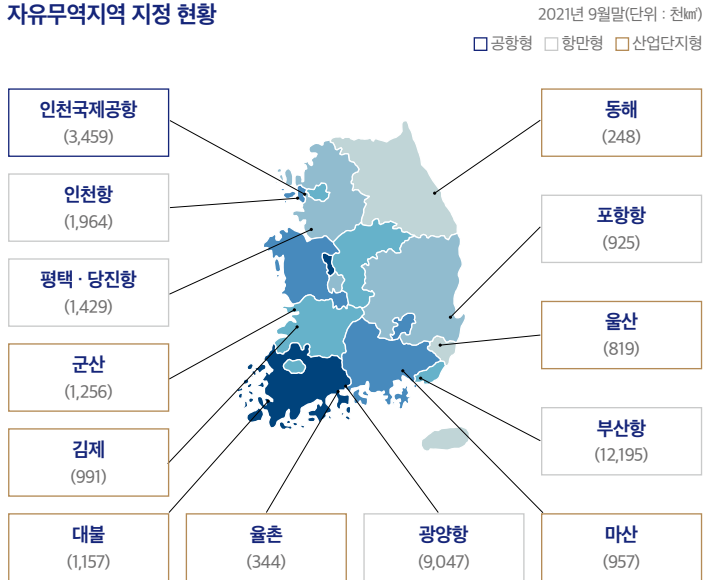 자유무역지역 지정 현황
2021년 9월말(단위 : 천㎢)
공항형 항만형 산업단지형
인천국제공항
(3,459)
인천항
(1,964)
평택 · 당진항
(1,429)
군산
(1,256)
김제
(991)
대불
(1,157)
율촌
(344)
광양항
(9,047)
마산
(957)
동해
(248)
포항항
(925)
울산
(819)
부산항
(12,195)